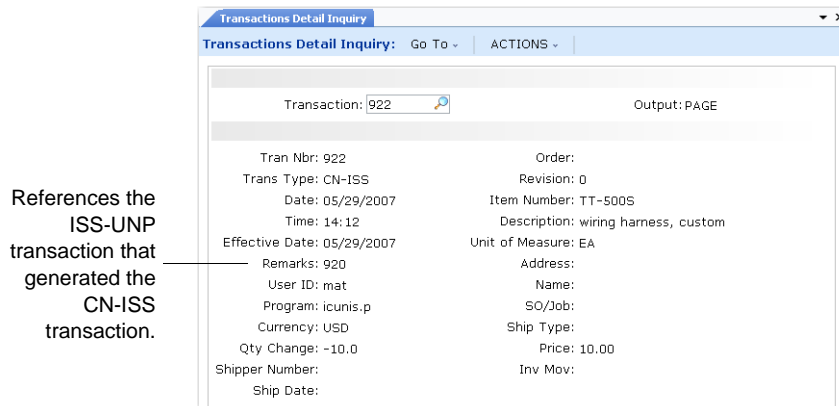 Transactions Detail Inquiry
Transactions Detail Inquiry: Go To ACTIONS
Transaction: 922 Output: PAGE
Tran Nbr: 922 Order:
Trans Type: CN-ISS Revision: 0
Date: 05/29/2007 Item Number: TT-500S
Time: 14:12 Description: wiring harness, custom
Effective Date: 05/29/2007 Unit of Measure: EA
Remarks: 920 Address:
User ID: mat Name:
Program: icunis.p SO/Job:
Currency: USD Ship Type:
Qty Change: -10.0 Price: 10.00
Shipper Number: Inv Mov:
Ship Date:
References the
ISS-UNP
transaction that
generated the
CN-ISS
transaction.